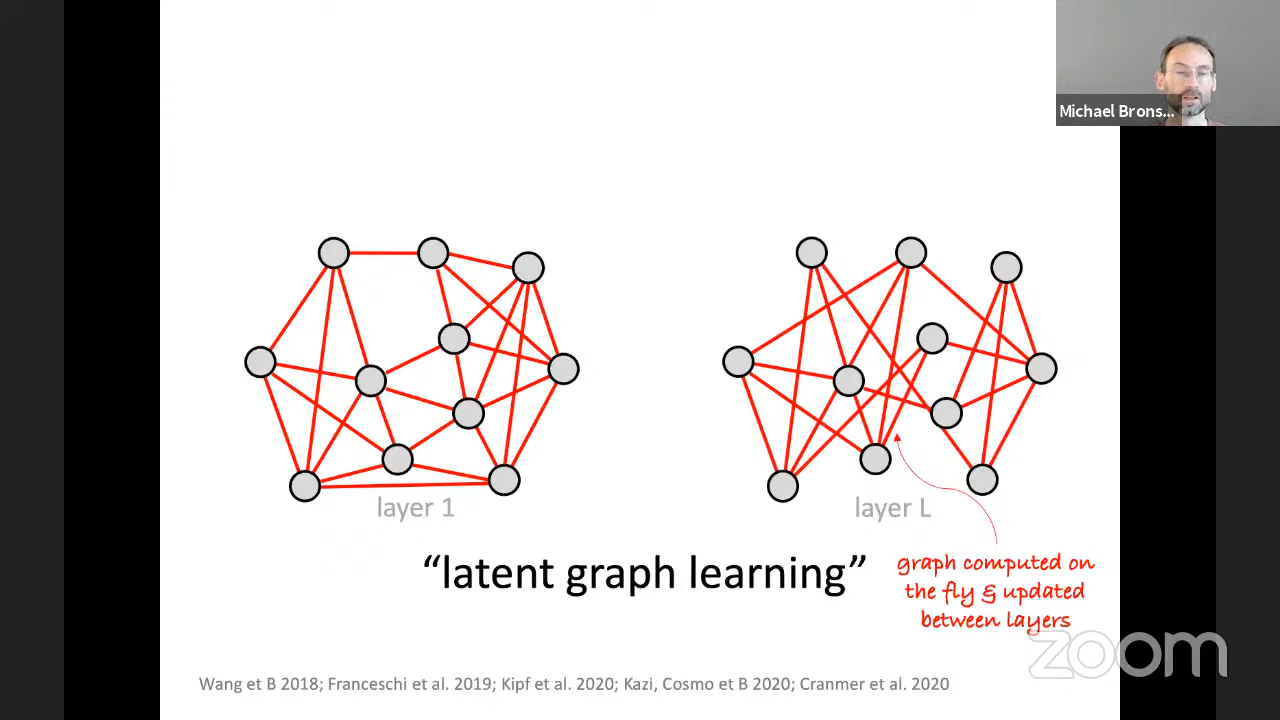 Michael Brons...
layer 1
layer L
“latent graph learning”
graph computed on
the fly & updated
between layers
zoom
Wang et B 2018; Franceschi et al. 2019; Kipf et al. 2020; Kazi, Cosmo et B 2020; Cranmer et al. 2020